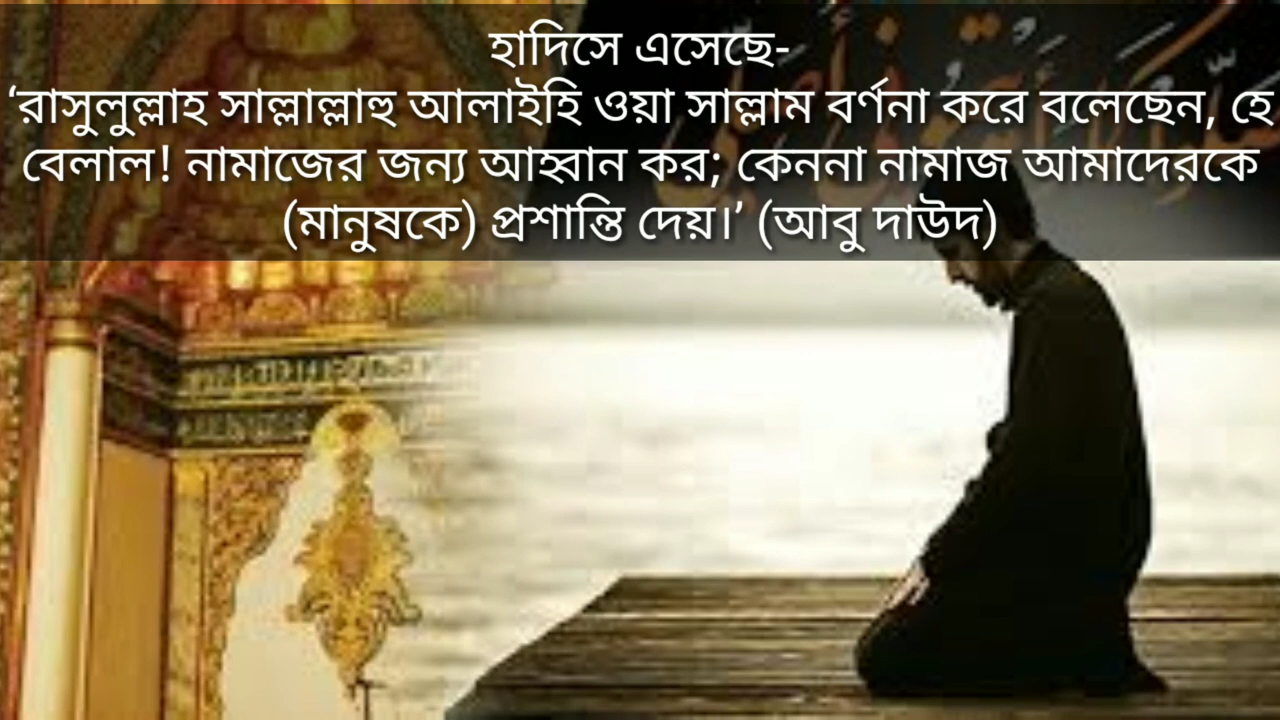 হাদিসে এসেছে-
‘রাসুলুল্লাহ সাল্লাল্লাহু আলাইহি ওয়া সাল্লাম বর্ণনা করে বলেছেন, হে
বেলাল! নামাজের জন্য আহ্বান কর; কেননা নামাজ আমাদেরকে
(মানুষকে) প্রশান্তি দেয়।’ (আবু দাউদ)